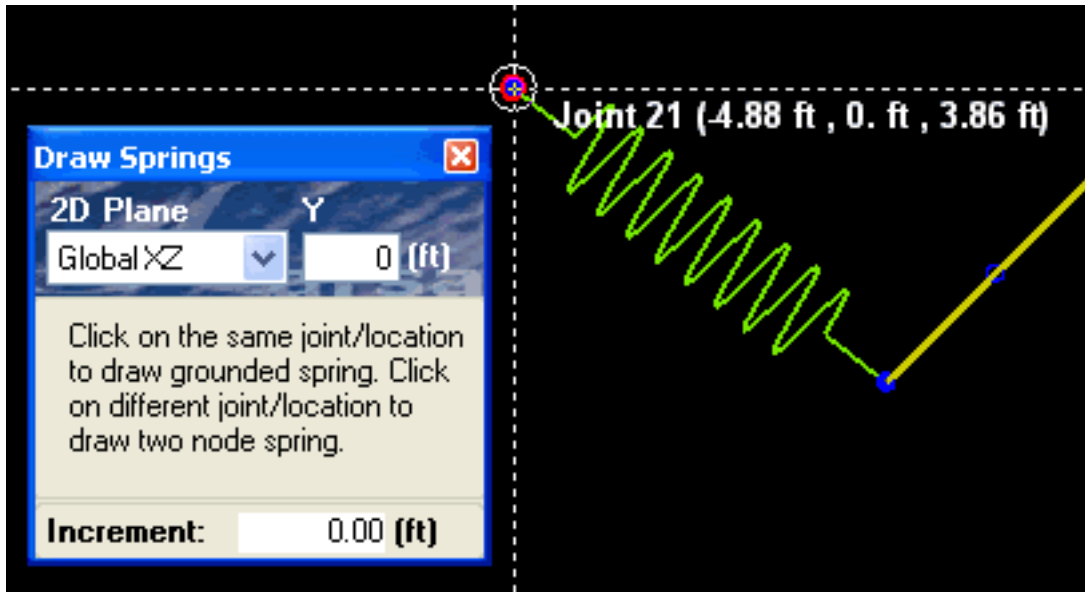 Joint 21 (-4.88 ft , 0. ft , 3.86 ft)
Draw Springs
2D Plane Y
Global XZ 0 (ft)
Click on the same joint/location
to draw grounded spring. Click
on different joint/location to
draw two node spring.
Increment: 0.00 (ft)